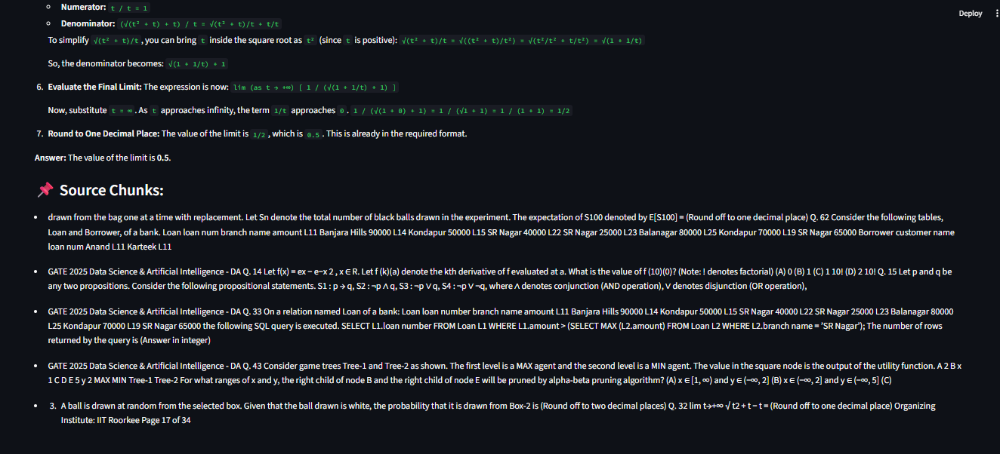 Deploy
Numerator: t / t = 1
Denominator: (√(t² + t) + t) / t = √(t² + t)/t + t/t
To simplify √(t² + t)/t , you can bring t inside the square root as t² (since t is positive): √(t² + t)/t = √((t² + t)/t²) = √(t²/t² + t/t²) = √(1 + 1/t)
So, the denominator becomes: √(1 + 1/t) + 1
6. Evaluate the Final Limit: The expression is now: lim (as t → +∞) [ 1 / (√(1 + 1/t) + 1) ]
Now, substitute t = ∞ . As t approaches infinity, the term 1/t approaches 0 . 1 / (√(1 + 0) + 1) = 1 / (√1 + 1) = 1 / (1 + 1) = 1/2
7. Round to One Decimal Place: The value of the limit is 1/2 , which is 0.5 . This is already in the required format.
Answer: The value of the limit is 0.5.
📌 Source Chunks:
drawn from the bag one at a time with replacement. Let Sn denote the total number of black balls drawn in the experiment. The expectation of S100 denoted by E[S100] = (Round off to one decimal place) Q. 62 Consider the following tables,
Loan and Borrower, of a bank. Loan loan num branch name amount L11 Banjara Hills 90000 L14 Kondapur 50000 L15 SR Nagar 40000 L22 SR Nagar 25000 L23 Balanagar 80000 L25 Kondapur 70000 L19 SR Nagar 65000 Borrower customer name
loan num Anand L11 Karteek L11
GATE 2025 Data Science & Artificial Intelligence - DA Q. 14 Let f(x) = ex − e−x 2 , x ∈ R. Let f (k)(a) denote the kth derivative of f evaluated at a. What is the value of f (10)(0)? (Note: ! denotes factorial) (A) 0 (B) 1 (C) 1 10! (D) 2 10! Q. 15 Let p and q be
any two propositions. Consider the following propositional statements. S1 : p → q, S2 : ¬p ∧ q, S3 : ¬p ∨ q, S4 : ¬p ∨ ¬q, where ∧ denotes conjunction (AND operation), ∨ denotes disjunction (OR operation),
GATE 2025 Data Science & Artificial Intelligence - DA Q. 33 On a relation named Loan of a bank: Loan loan number branch name amount L11 Banjara Hills 90000 L14 Kondapur 50000 L15 SR Nagar 40000 L22 SR Nagar 25000 L23 Balanagar 80000
L25 Kondapur 70000 L19 SR Nagar 65000 the following SQL query is executed. SELECT L1.loan number FROM Loan L1 WHERE L1.amount > (SELECT MAX (L2.amount) FROM Loan L2 WHERE L2.branch name = ’SR Nagar’); The number of rows
returned by the query is (Answer in integer)
GATE 2025 Data Science & Artificial Intelligence - DA Q. 43 Consider game trees Tree-1 and Tree-2 as shown. The first level is a MAX agent and the second level is a MIN agent. The value in the square node is the output of the utility function. A 2 B x
1 C D E 5 y 2 MAX MIN Tree-1 Tree-2 For what ranges of x and y, the right child of node B and the right child of node E will be pruned by alpha-beta pruning algorithm? (A) x ∈ [1, ∞) and y ∈ (−∞, 2] (B) x ∈ (−∞, 2] and y ∈ (−∞, 5] (C)
3. A ball is drawn at random from the selected box. Given that the ball drawn is white, the probability that it is drawn from Box-2 is (Round off to two decimal places) Q. 32 lim t→+∞ √ t2 + t − t = (Round off to one decimal place) Organizing
Institute: IIT Roorkee Page 17 of 34